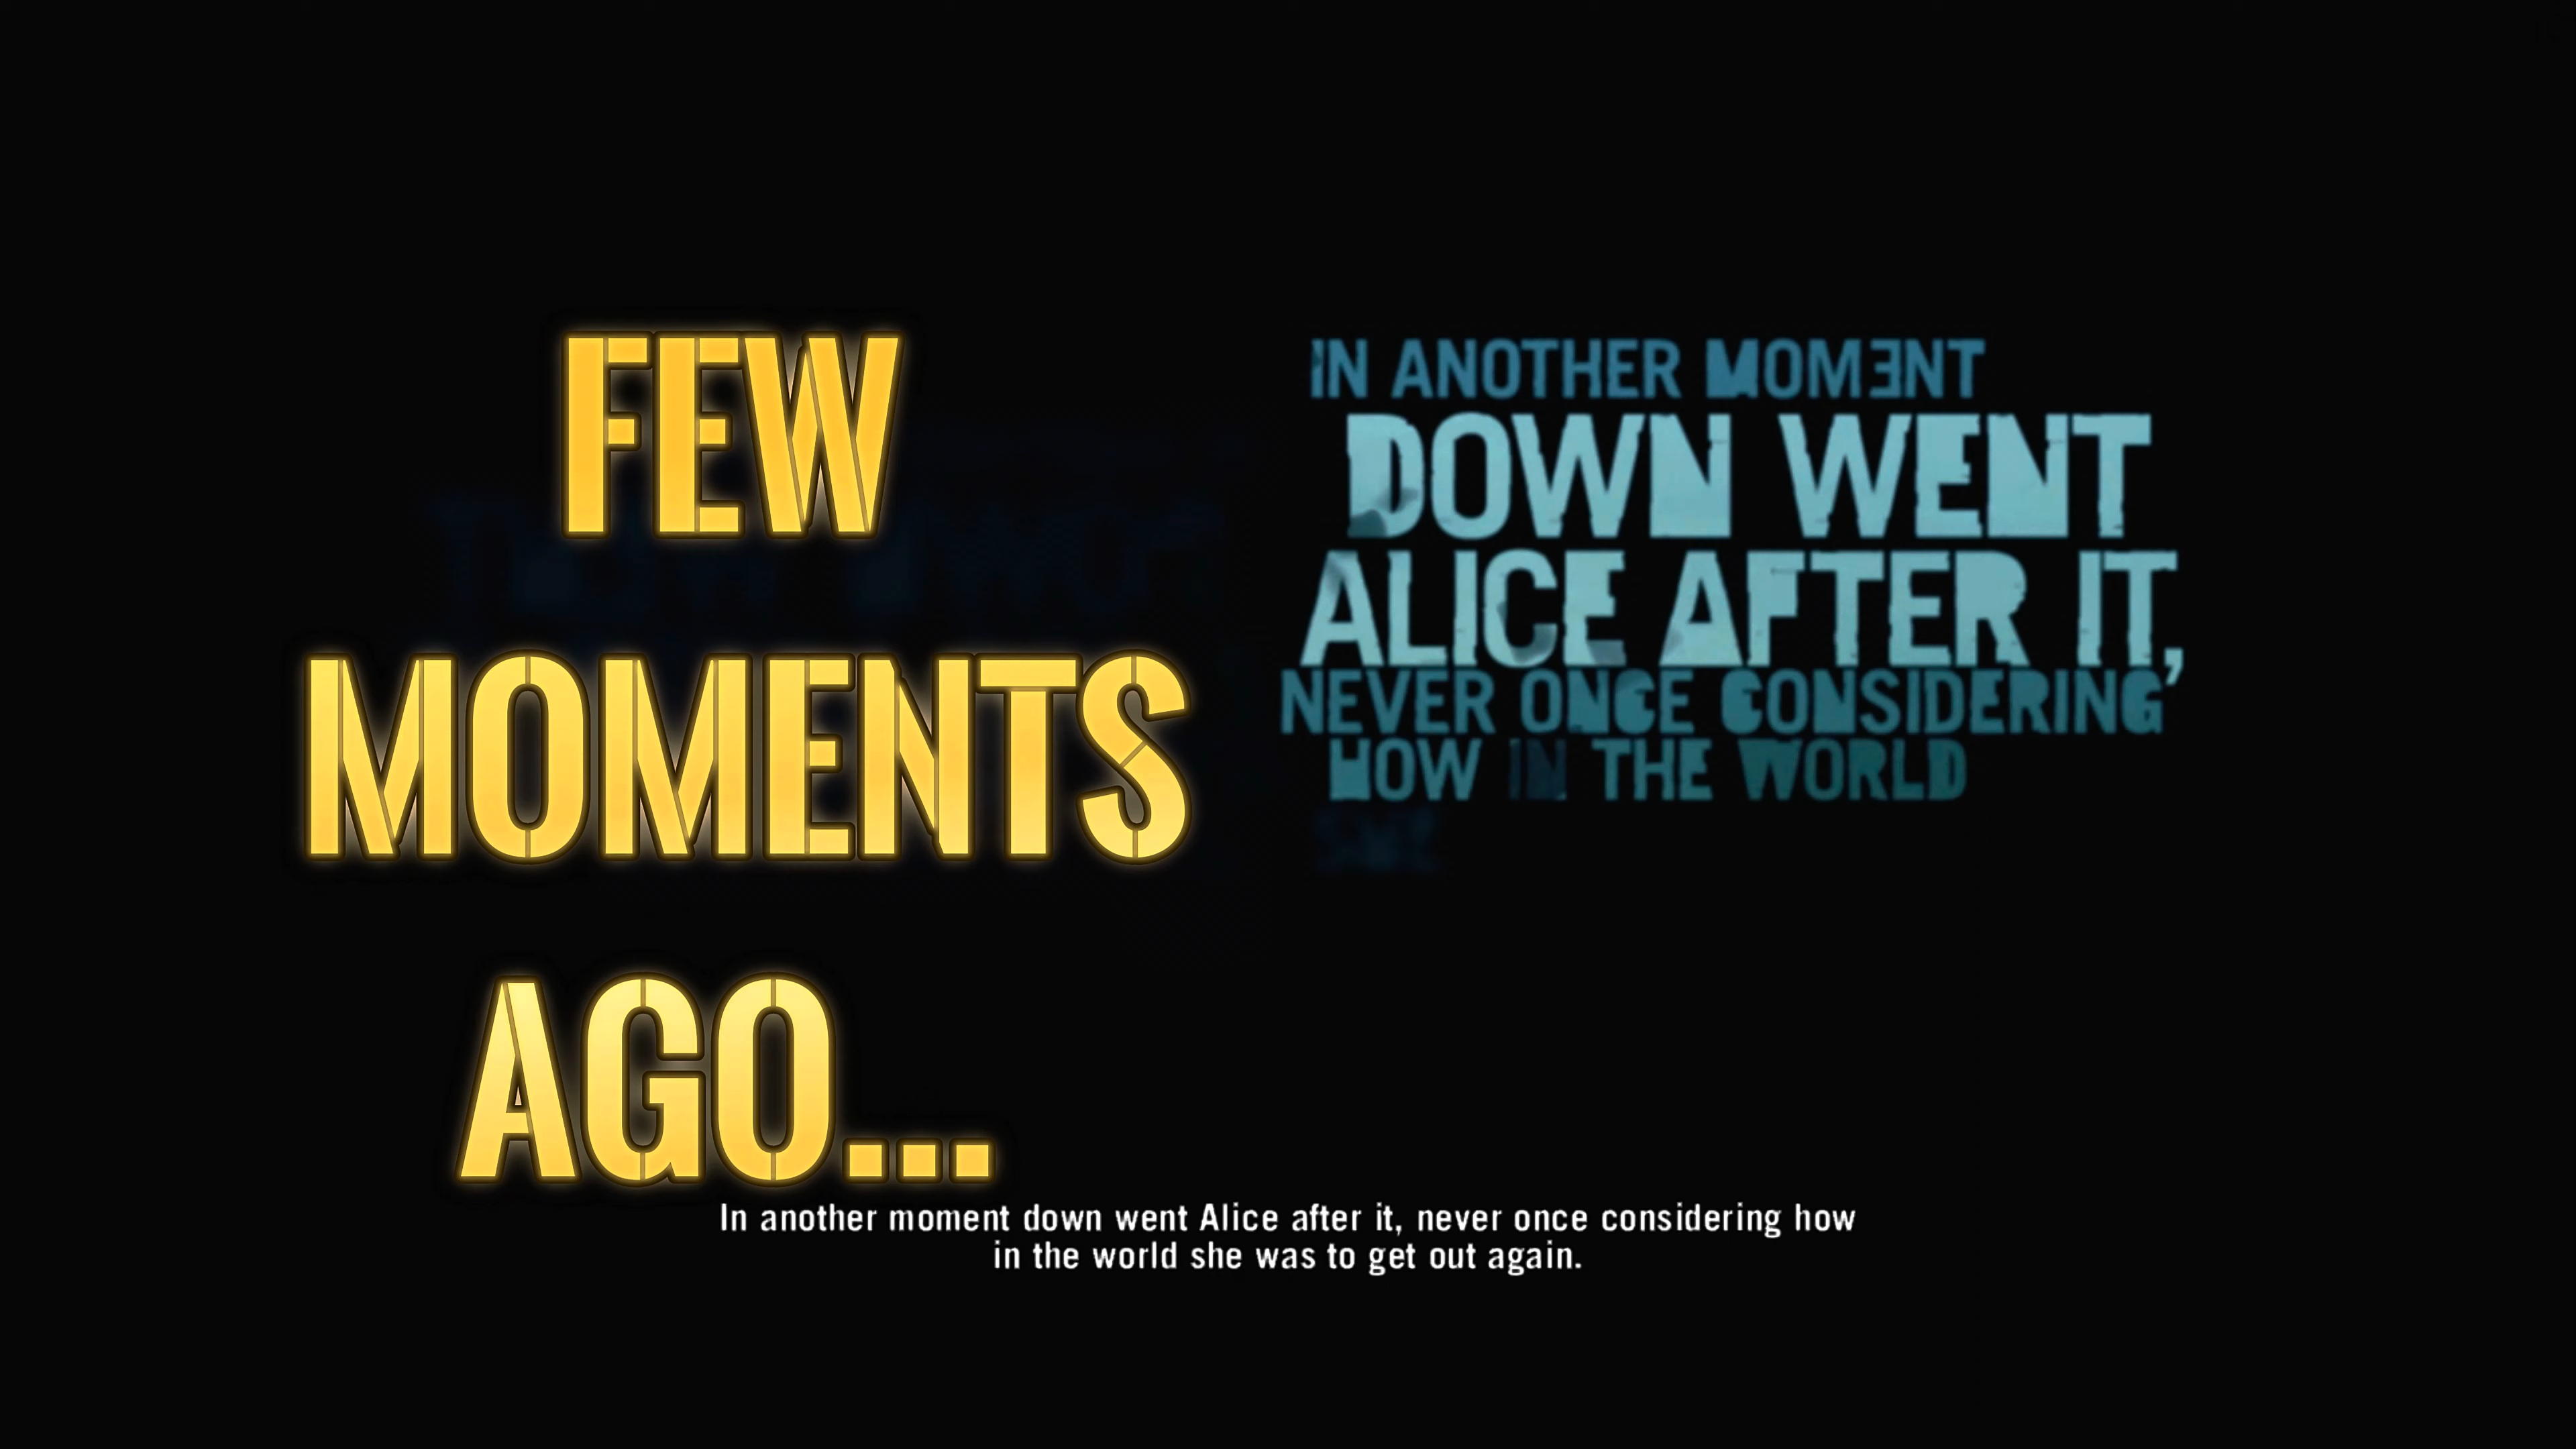 FEW
MOMENTS
AGO...
IN ANOTHER MOMENT
DOWN WENT
ALICE AFTER IT,
NEVER ONCE CONSIDERING
HOW IN THE WORLD
In another moment down went Alice after it, never once considering how
in the world she was to get out again.